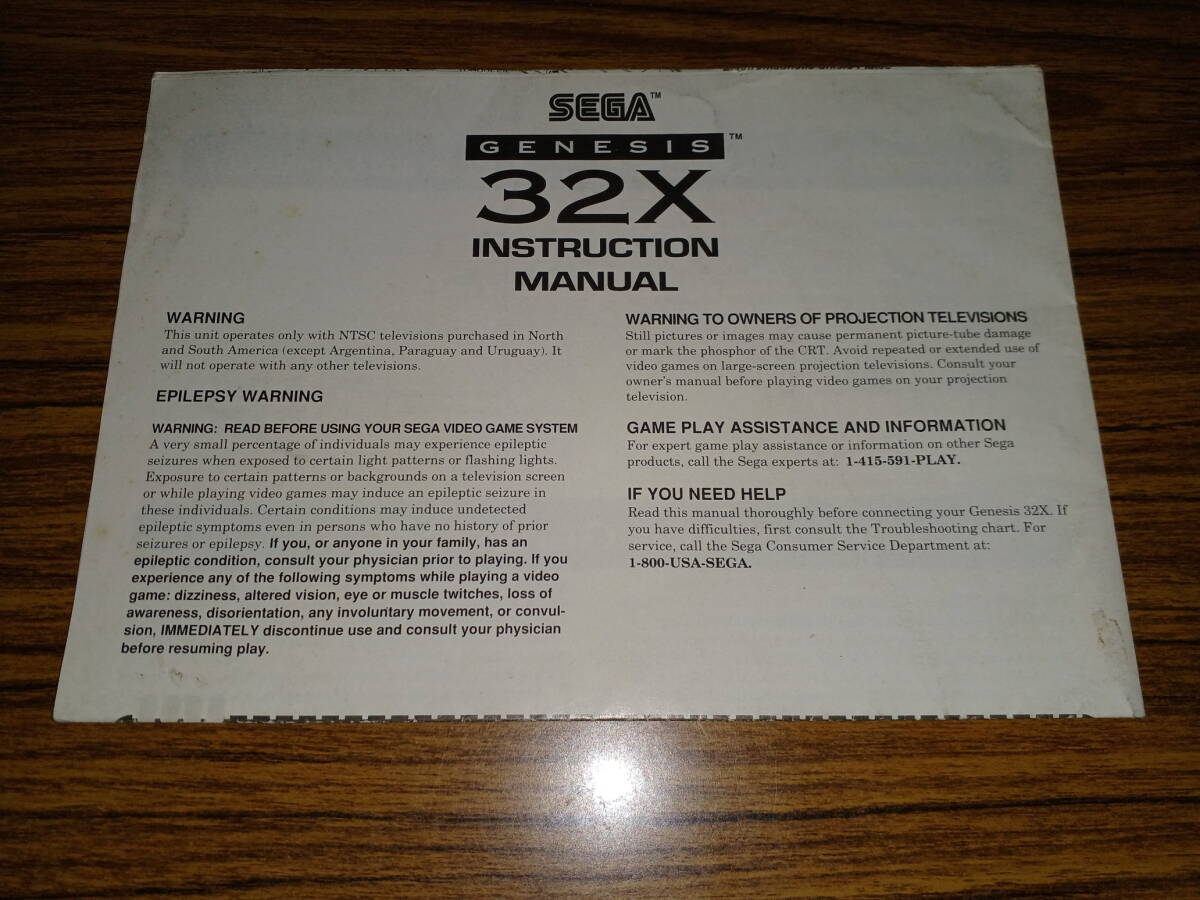 SEGA™
GENESIS™
32X
INSTRUCTION
MANUAL
WARNING
This unit operates only with NTSC televisions purchased in North
and South America (except Argentina, Paraguay and Uruguay). It
will not operate with any other televisions.
EPILEPSY WARNING
WARNING: READ BEFORE USING YOUR SEGA VIDEO GAME SYSTEM
A very small percentage of individuals may experience epileptic
seizures when exposed to certain light patterns or flashing lights.
Exposure to certain patterns or backgrounds on a television screen
or while playing video games may induce an epileptic seizure in
these individuals. Certain conditions may induce undetected
epileptic symptoms even in persons who have no history of prior
seizures or epilepsy. If you, or anyone in your family, has an
epileptic condition, consult your physician prior to playing. If you
experience any of the following symptoms while playing a video
game: dizziness, altered vision, eye or muscle twitches, loss of
awareness, disorientation, any involuntary movement, or convul-
sion, IMMEDIATELY discontinue use and consult your physician
before resuming play.
WARNING TO OWNERS OF PROJECTION TELEVISIONS
Still pictures or images may cause permanent picture-tube damage
or mark the phosphor of the CRT. Avoid repeated or extended use of
video games on large-screen projection televisions. Consult your
owner's manual before playing video games on your projection
television.
GAME PLAY ASSISTANCE AND INFORMATION
For expert game play assistance or information on other Sega
products, call the Sega experts at: 1-415-591-PLAY.
IF YOU NEED HELP
Read this manual thoroughly before connecting your Genesis 32X. If
you have difficulties, first consult the Troubleshooting chart. For
service, call the Sega Consumer Service Department at:
1-800-USA-SEGA.